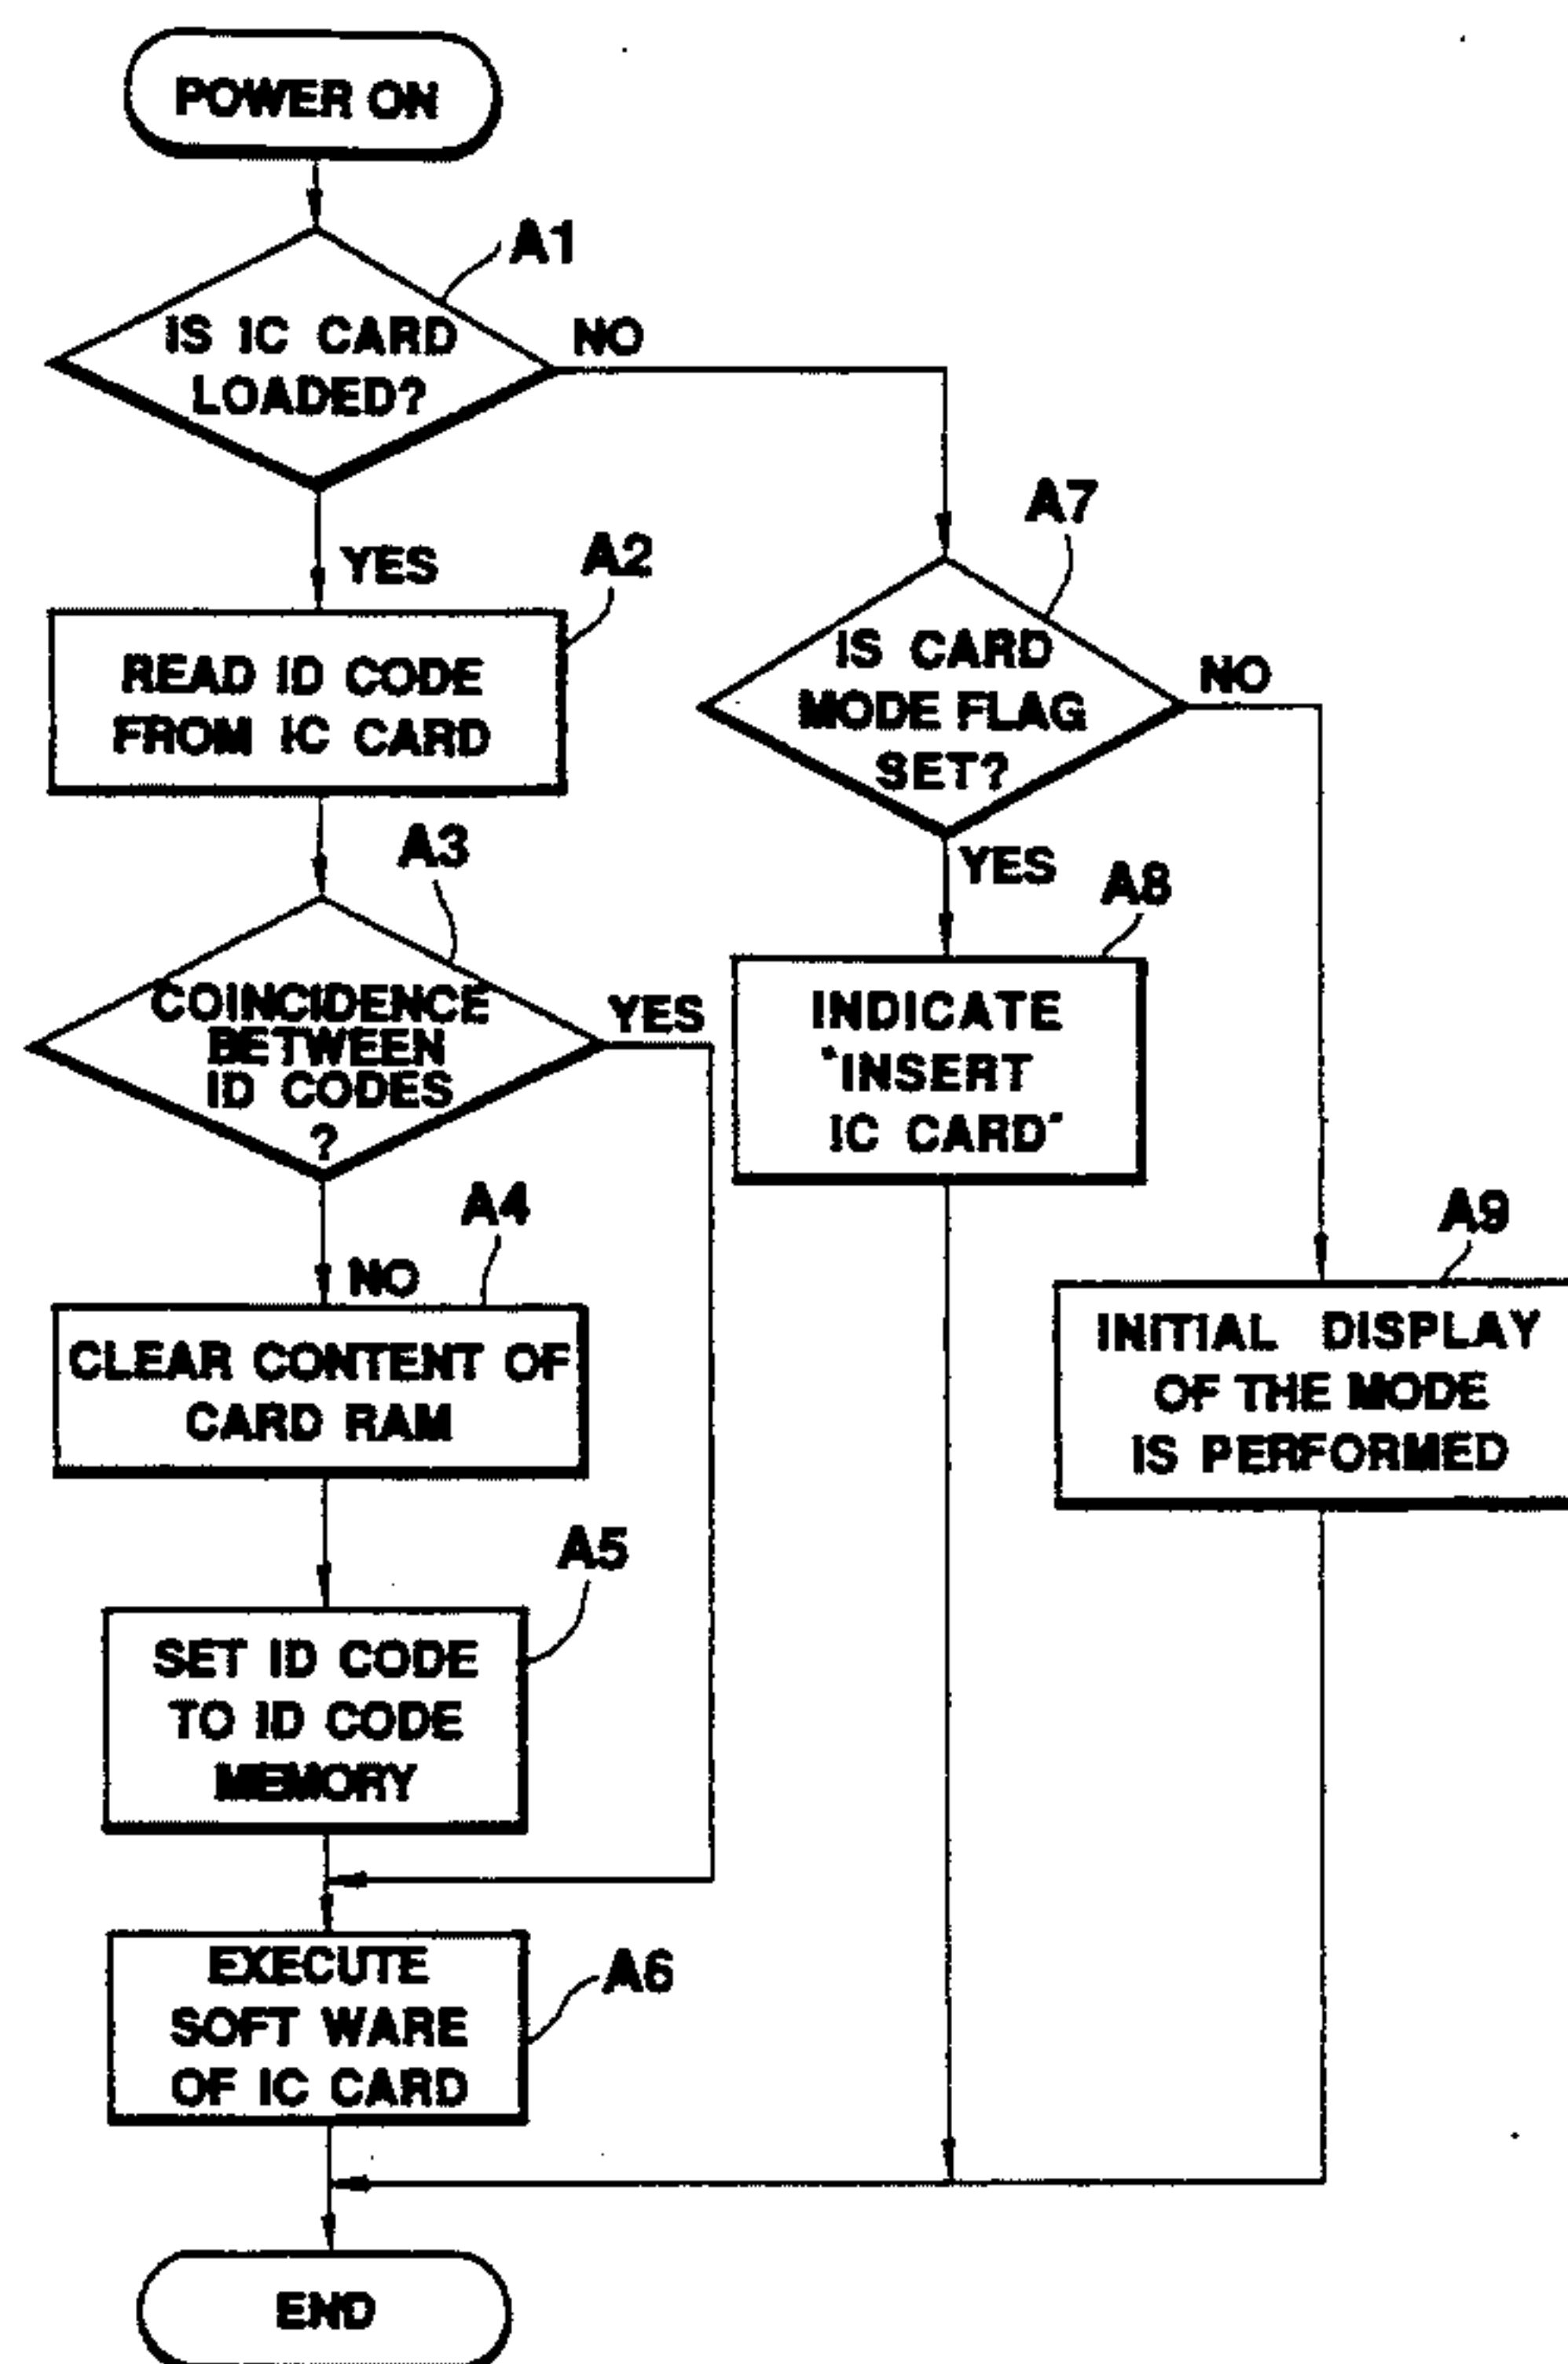 POWER ON
A1
IS IC CARD
LOADED?
NO
YES
A2
READ ID CODE
FROM IC CARD
A7
IS CARD
MODE FLAG
SET?
NO
YES
A3
COINCIDENCE
BETWEEN
ID CODES
?
YES
NO
A8
INDICATE
"INSERT
IC CARD"
A4
CLEAR CONTENT OF
CARD RAM
A9
INITIAL DISPLAY
OF THE MODE
IS PERFORMED
A5
SET ID CODE
TO ID CODE
MEMORY
A6
EXECUTE
SOFT WARE
OF IC CARD
END